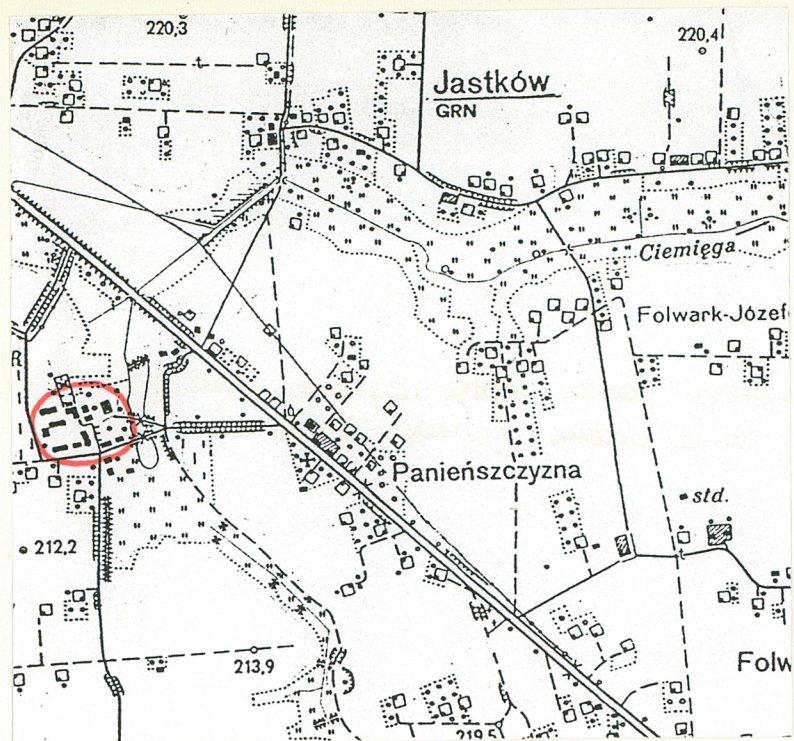 220,3
220,4
Jastków
GRN
Ciemięga
Folwark-Józef
R
Panieńszczyzna
std.
212,2
213,9
Folw
219,5